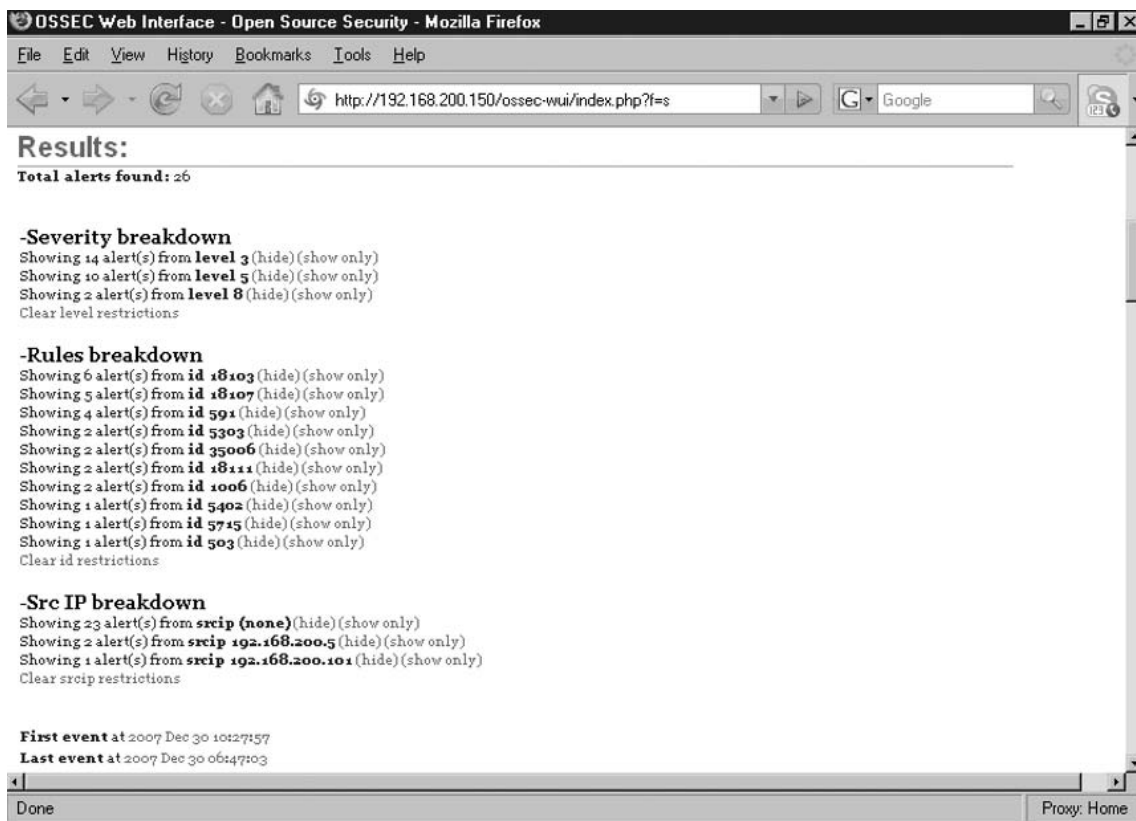 OSSEC Web Interface - Open Source Security - Mozilla Firefox
File Edit View History Bookmarks Tools Help
http://192.168.200.150/ossec-wui/index.php?f=s
G Google
123
Results:
Total alerts found: 26
-Severity breakdown
Showing 14 alert(s) from level 3 (hide) (show only)
Showing 10 alert(s) from level 5 (hide) (show only)
Showing 2 alert(s) from level 8 (hide) (show only)
Clear level restrictions
-Rules breakdown
Showing 6 alert(s) from id 18103 (hide) (show only)
Showing 5 alert(s) from id 18107 (hide) (show only)
Showing 4 alert(s) from id 591 (hide) (show only)
Showing 2 alert(s) from id 5303 (hide) (show only)
Showing 2 alert(s) from id 35006 (hide) (show only)
Showing 2 alert(s) from id 18111 (hide) (show only)
Showing 2 alert(s) from id 1006 (hide) (show only)
Showing 1 alert(s) from id 5402 (hide) (show only)
Showing 1 alert(s) from id 5715 (hide) (show only)
Showing 1 alert(s) from id 503 (hide) (show only)
Clear id restrictions
-Src IP breakdown
Showing 23 alert(s) from srcip (none) (hide) (show only)
Showing 2 alert(s) from srcip 192.168.200.5 (hide) (show only)
Showing 1 alert(s) from srcip 192.168.200.101 (hide) (show only)
Clear srcip restrictions
First event at 2007 Dec 30 10:27:57
Last event at 2007 Dec 30 06:47:03
Done Proxy: Home